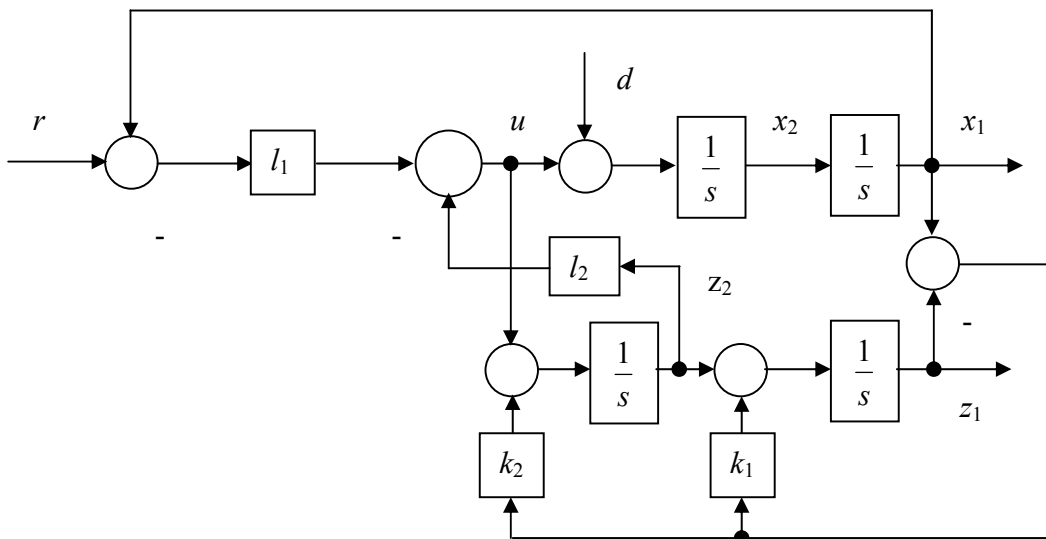 r
d
u
x₂
x₁
l₁
1
s
1
s
-
-
l₂
z₂
-
1
s
1
s
z₁
k₂
k₁